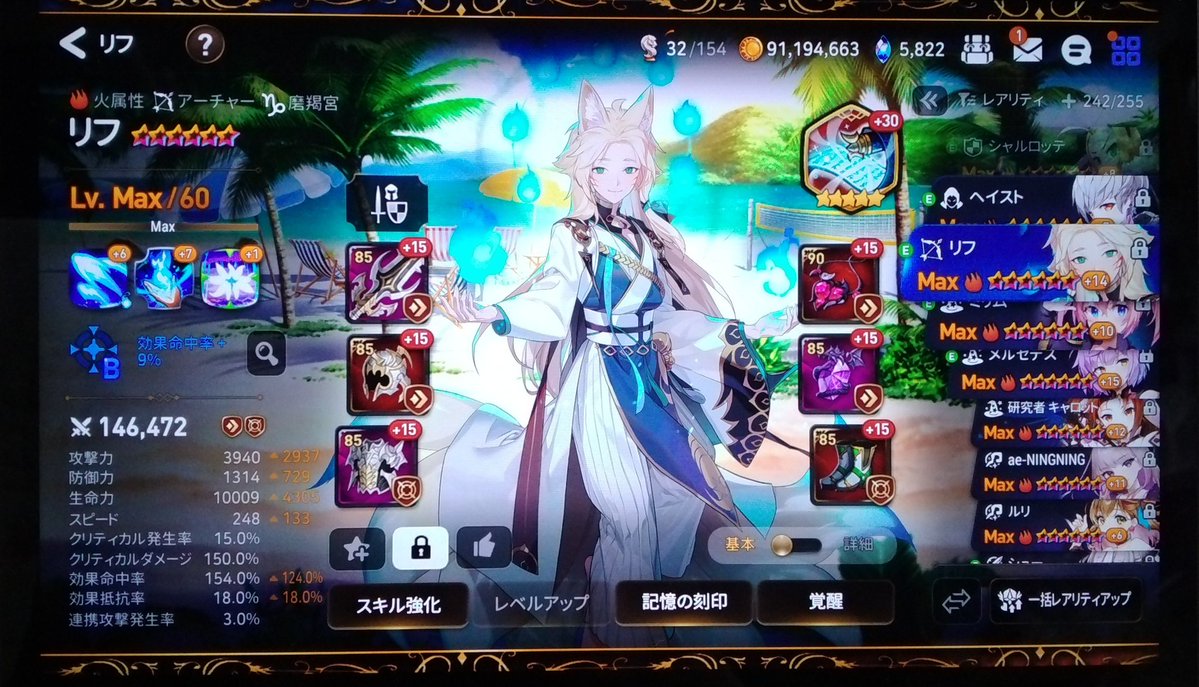 リフ
?
32/154
91,194,663
5,822
1
火属性 アーチャー 磨羯宮
リフ
Lv. Max/60
Max
+6
+7
+1
B
効果命中率+
9%
146,472
攻撃力 3940 2937
防御力 1314 729
生命力 10009 4305
スピード 248 133
クリティカル発生率 15.0%
クリティカルダメージ 150.0%
効果命中率 154.0% 124.0%
効果抵抗率 18.0% 18.0%
連携攻撃発生率 3.0%
85 +15
85 +15
85 +15
+30
90 +15
85 +15
85 +15
基本 詳細
スキル強化
レベルアップ
記憶の刻印
覚醒
レアリティ
242/255
シャルロッテ
E ヘイスト
E リフ
Max +14
Max +10
E メルセデス
Max +15
研究者 キャロット
Max +12
ae-NINGNING
Max +11
ルリ
Max +6
一括レアリティアップ